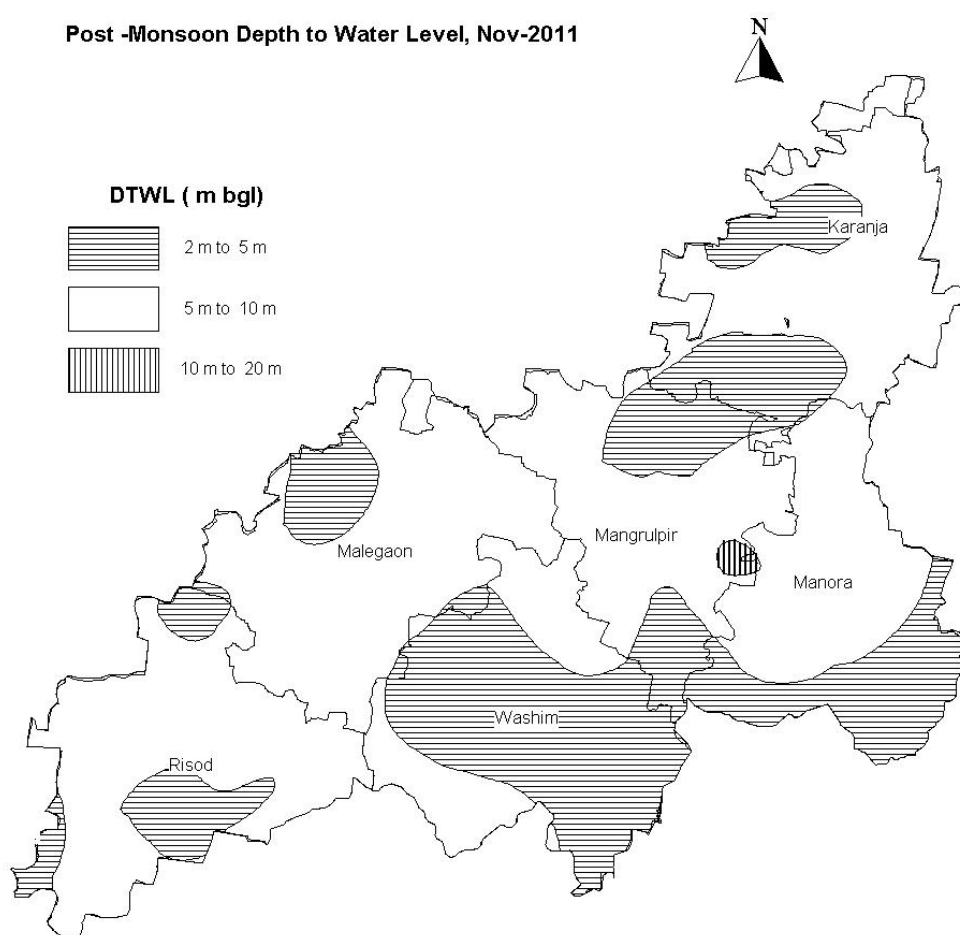 Post -Monsoon Depth to Water Level, Nov-2011
N
DTWL ( m bgl)
2 m to 5 m
5 m to 10 m
10 m to 20 m
Karanja
Mangrulpir
Malegaon
Manora
Washim
Risod